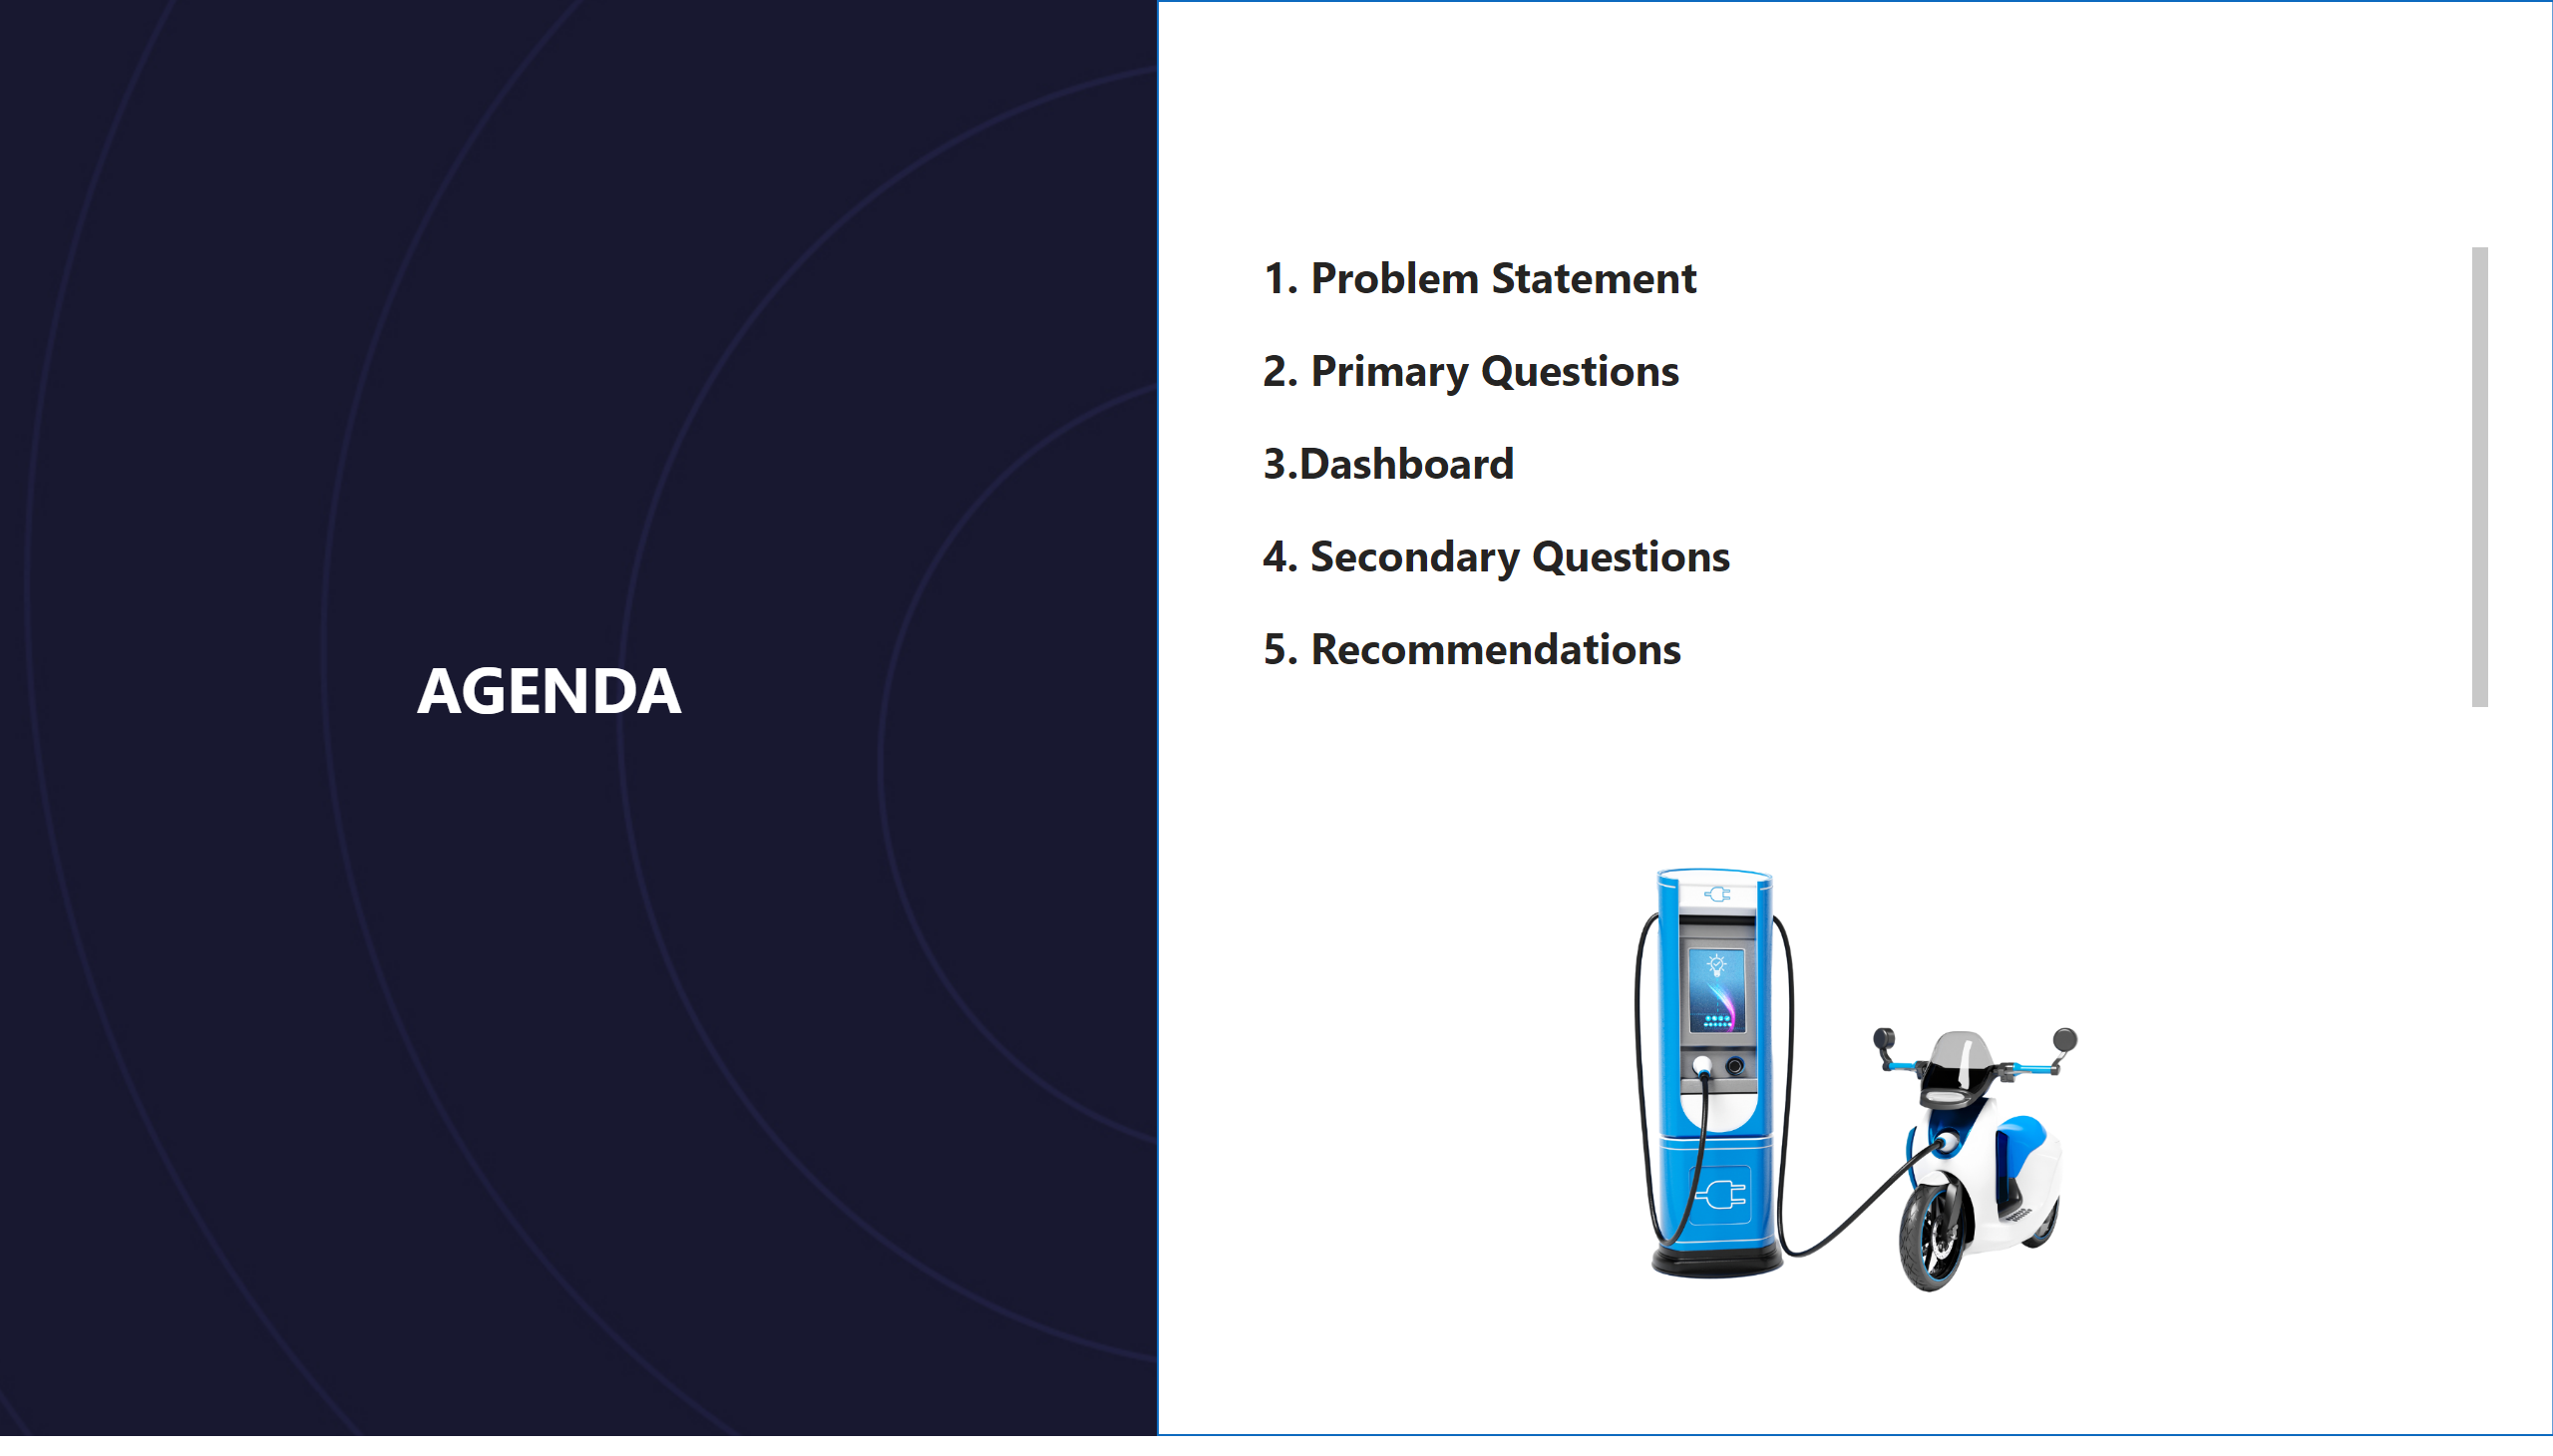 AGENDA
1. Problem Statement
2. Primary Questions
3.Dashboard
4. Secondary Questions
5. Recommendations